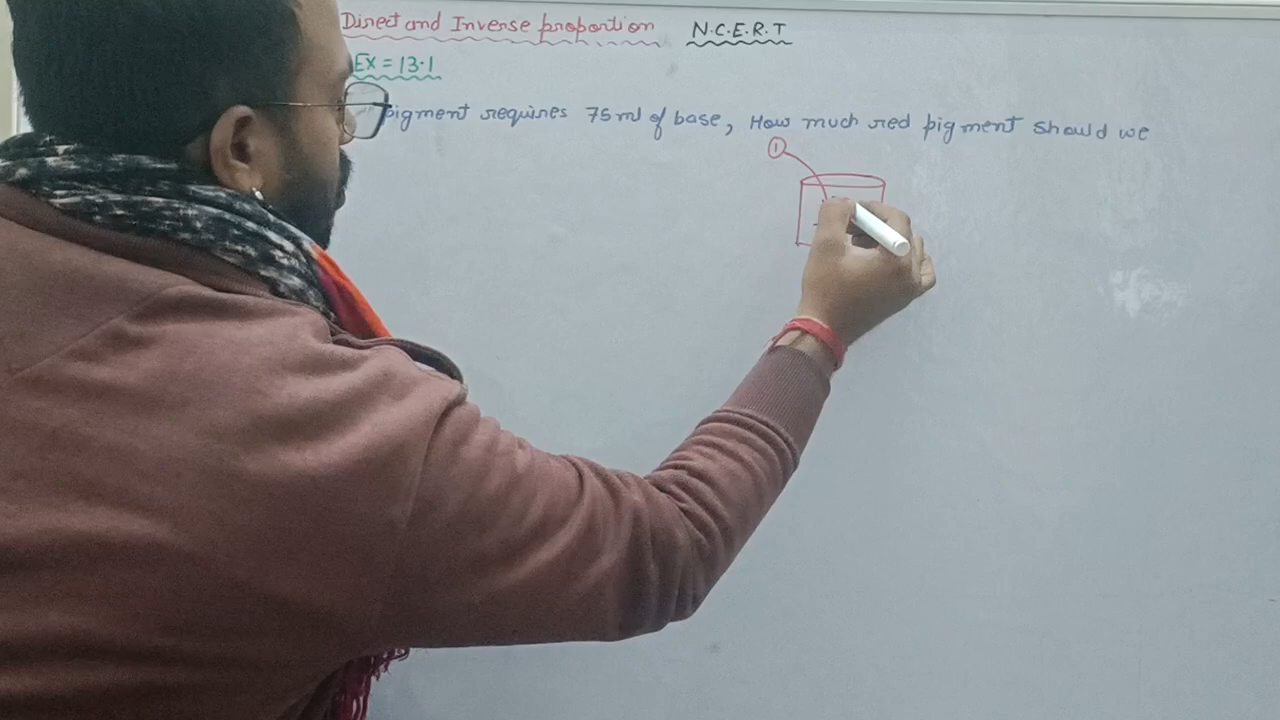 Direct and Inverse proportion N.C.E.R.T
Ex = 13.1
pigment requires 75 ml of base, How much red pigment should we
1